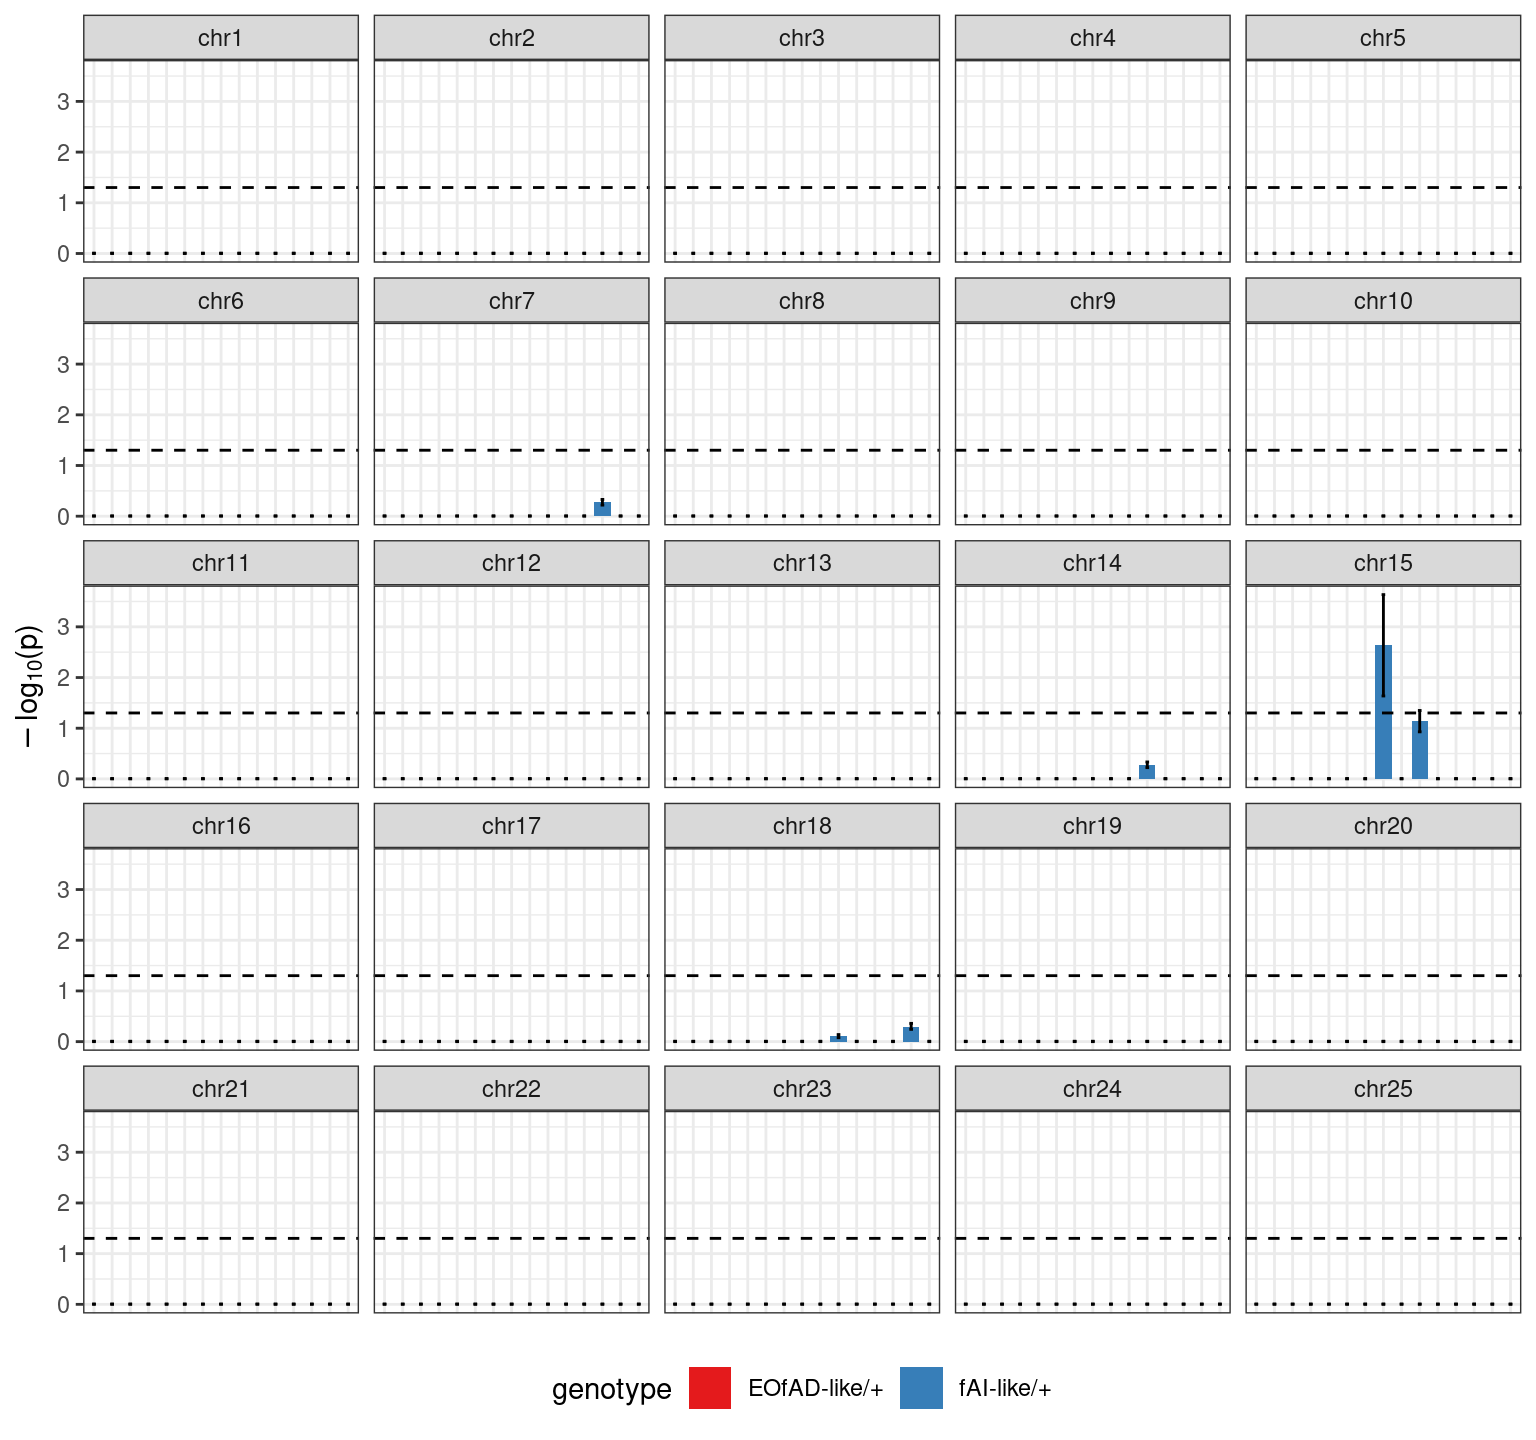 chr1 chr2 chr3 chr4 chr5
3
2
1
0
chr6 chr7 chr8 chr9 chr10
3
2
1
0
chr11 chr12 chr13 chr14 chr15
3
2
1
0
− log10(p)
chr16 chr17 chr18 chr19 chr20
3
2
1
0
chr21 chr22 chr23 chr24 chr25
3
2
1
0
genotype EOfAD-like/+ fAI-like/+